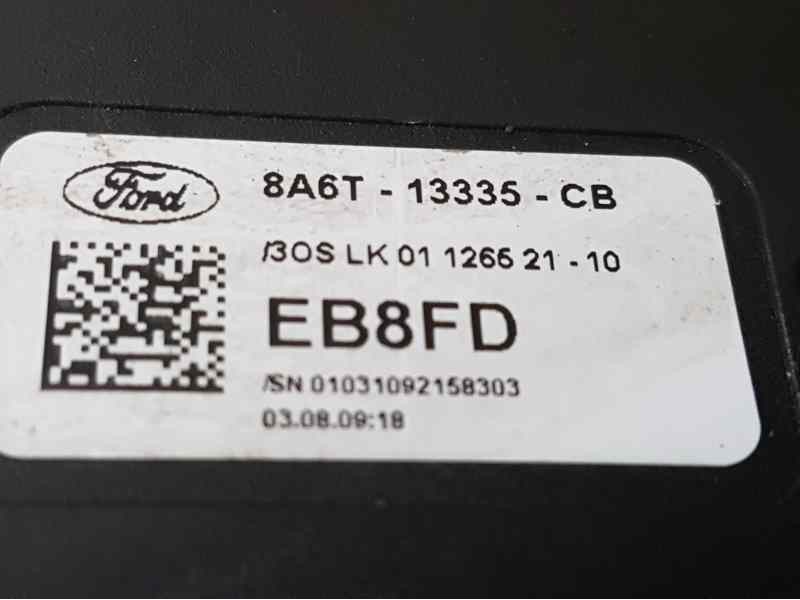 Ford
8A6T - 13335 - CB
/3OS LK 01 1266 21 - 10
EB8FD
/SN 01031092158303
03.08.09:18